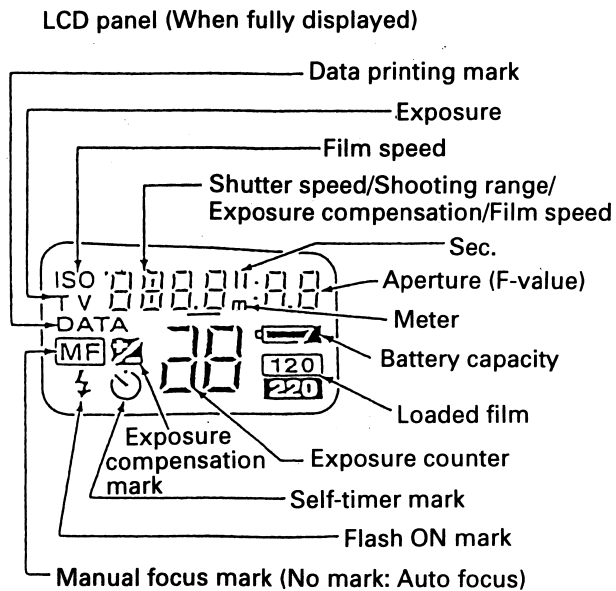 LCD panel (When fully displayed)
Data printing mark
Exposure
Film speed
Shutter speed/Shooting range/
Exposure compensation/Film speed
Sec.
Aperture (F-value)
Meter
Battery capacity
Loaded film
ISO
TV
m
DATA
MF
28
120
220
Exposure
compensation
mark
Exposure counter
Self-timer mark
Flash ON mark
Manual focus mark (No mark: Auto focus)